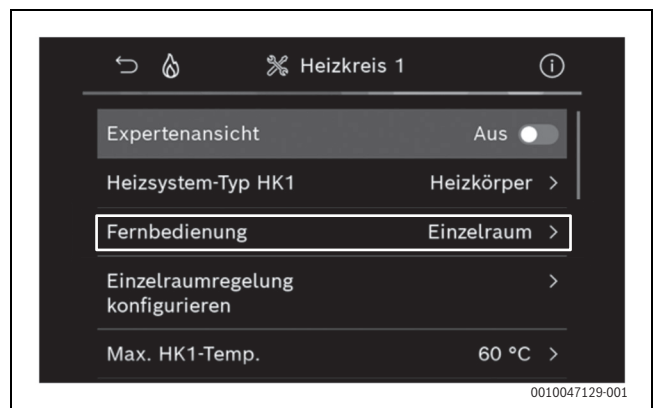 Heizkreis 1
Expertenansicht Aus
Heizsystem-Typ HK1 Heizkörper >
Fernbedienung Einzelraum >
Einzelraumregelung >
konfigurieren
Max. HK1-Temp. 60 °C >
0010047129-001